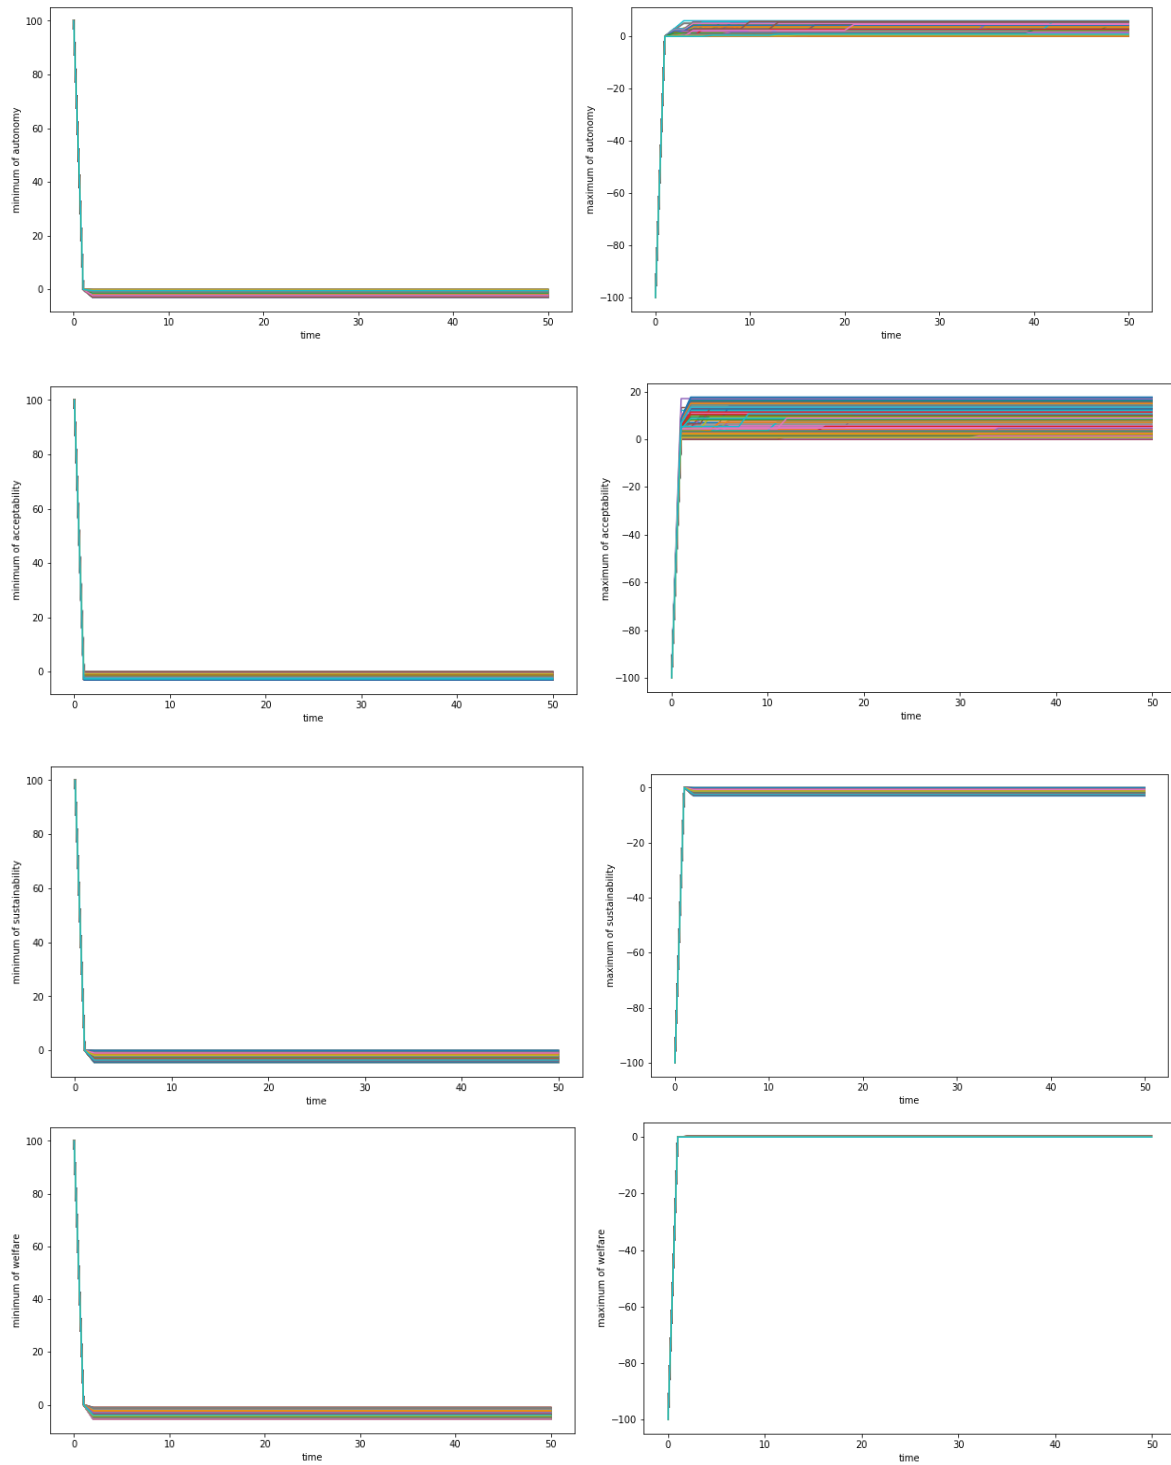 100
80
60
40
20
0
minimum of autonomy
0 10 20 30 40 50
time
0
−20
−40
−60
−80
−100
maximum of autonomy
0 10 20 30 40 50
time
100
80
60
40
20
0
minimum of acceptability
0 10 20 30 40 50
time
20
0
−20
−40
−60
−80
−100
maximum of acceptability
0 10 20 30 40 50
time
100
80
60
40
20
0
minimum of sustainability
0 10 20 30 40 50
time
0
−20
−40
−60
−80
−100
maximum of sustainability
0 10 20 30 40 50
time
100
80
60
40
20
0
minimum of welfare
0 10 20 30 40 50
time
0
−20
−40
−60
−80
−100
maximum of welfare
0 10 20 30 40 50
time